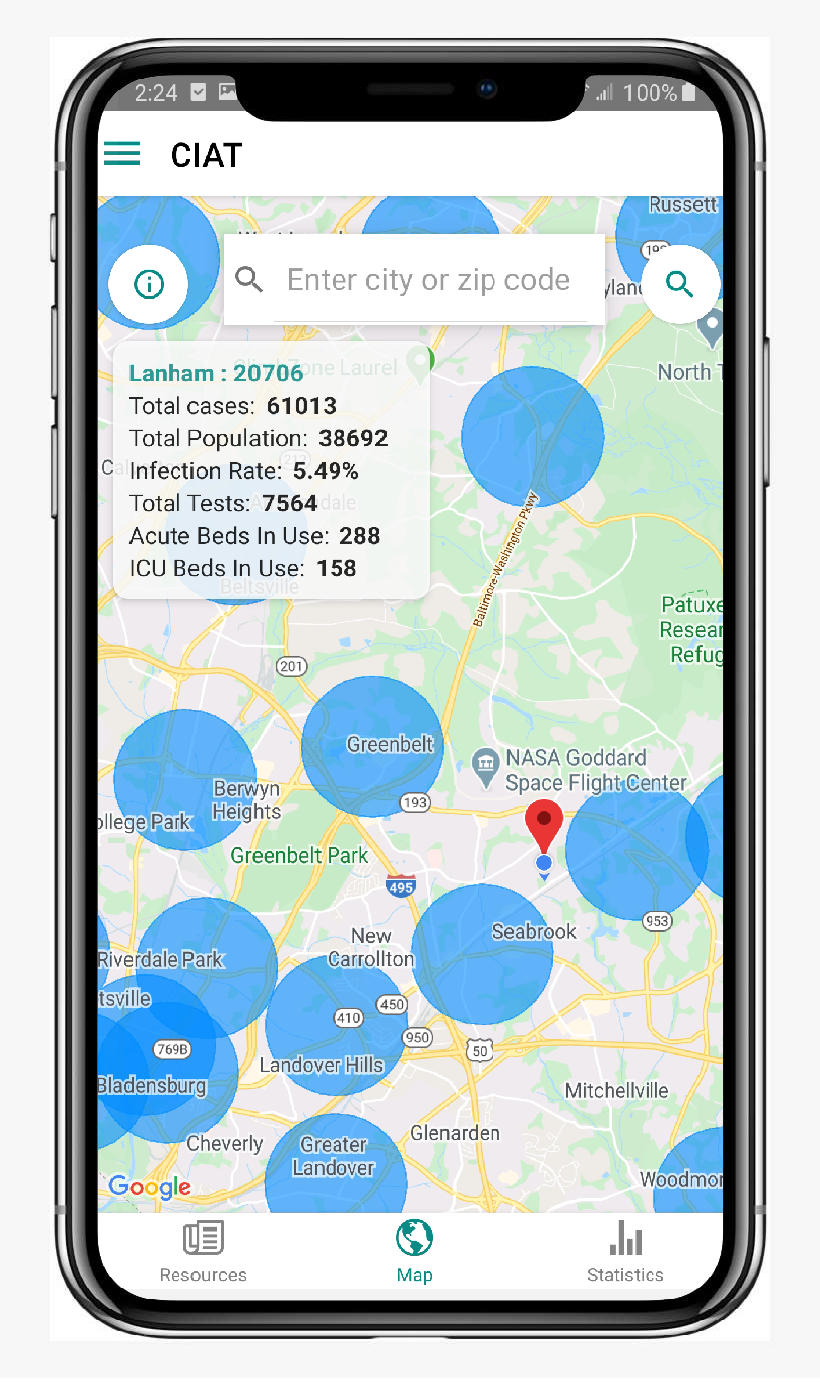 2:24
100%
CIAT
Russett
Enter city or zip code
North T
Lanham : 20706
Total cases: 61013
Total Population: 38692
Infection Rate: 5.49%
Total Tests: 7564
Acute Beds In Use: 288
ICU Beds In Use: 158
Zone Laurel
212
Beltsville
Baltimore-Washington Pkwy
Patuxe
Resear
Refug
201
Greenbelt
NASA Goddard
Space Flight Center
Berwyn
Heights
193
ollege Park
Greenbelt Park
495
953
Seabrook
New
Carrollton
Riverdale Park
ttsville
450
410
950
769B
50
Landover Hills
Bladensburg
Mitchellville
Glenarden
Cheverly
Greater
Landover
Woodmor
Google
Resources
Map
Statistics